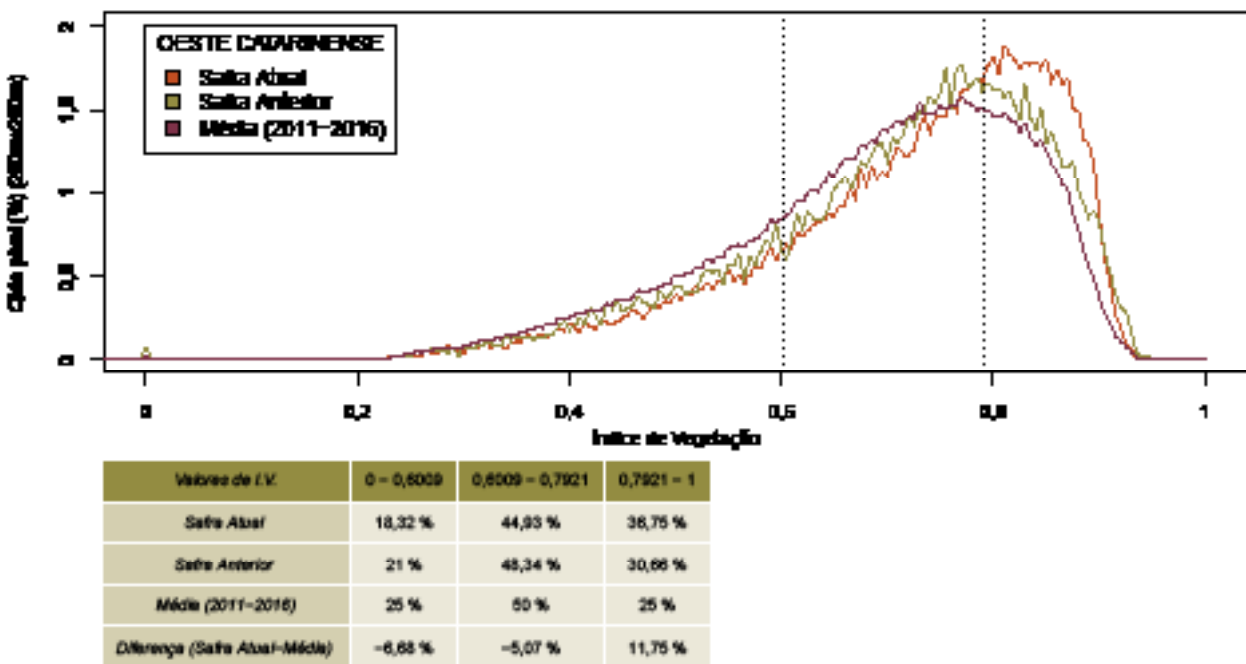 OESTE CATARINENSE
Safra Atual
Safra Anterior
Média (2011−2016)
Qtde pixel (%) (250mx250m)
2
1,5
1
0,5
0
0 0,2 0,4 0,6 0,8 1
Índice de Vegetação
Valores de I.V. 0 − 0,6009 0,6009 − 0,7921 0,7921 − 1
Safra Atual 18,32 % 44,93 % 36,75 %
Safra Anterior 21 % 48,34 % 30,66 %
Média (2011−2016) 25 % 50 % 25 %
Diferença (Safra Atual−Média) −6,68 % −5,07 % 11,75 %